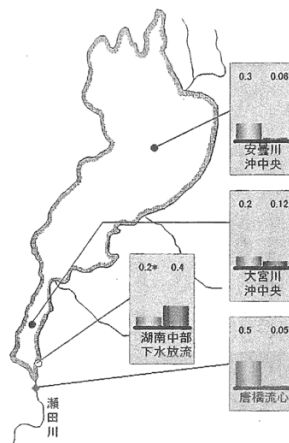 0.3 0.06
安曇川
沖中央
0.2 0.12
大宮川
沖中央
0.2* 0.4
湖南中部
下水放流
0.5 0.05
唐橋流心
瀬田川